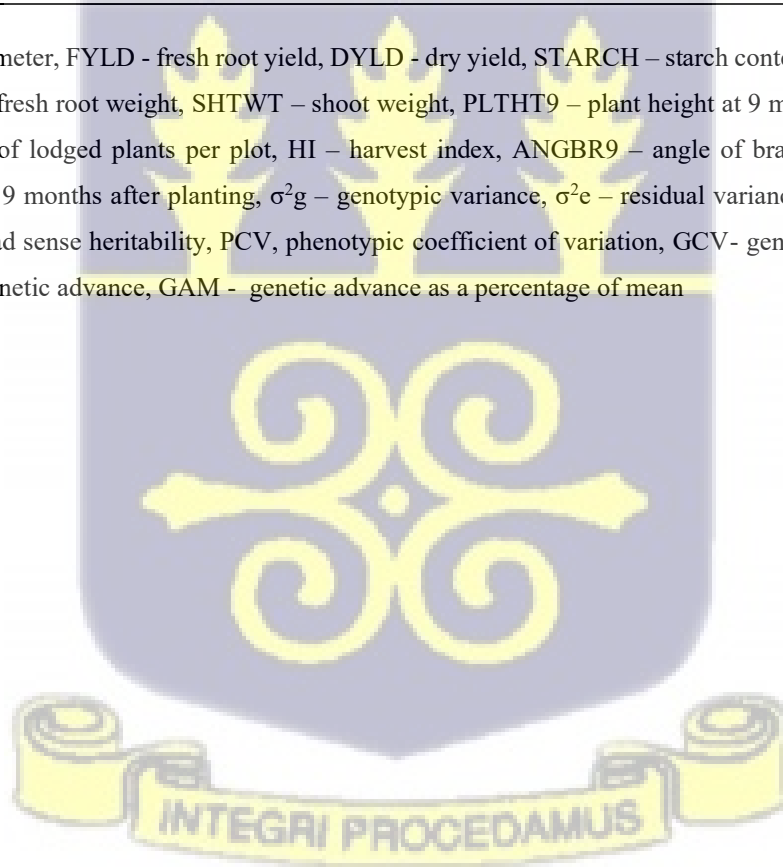 meter, FYLD - fresh root yield, DYLD - dry yield, STARCH – starch conte
fresh root weight, SHTWT – shoot weight, PLTHT9 – plant height at 9 m
of lodged plants per plot, HI – harvest index, ANGBR9 – angle of bra
9 months after planting, σ²g – genotypic variance, σ²e – residual varianc
ad sense heritability, PCV, phenotypic coefficient of variation, GCV- gen
netic advance, GAM - genetic advance as a percentage of mean
INTEGRI PROCEDAMUS